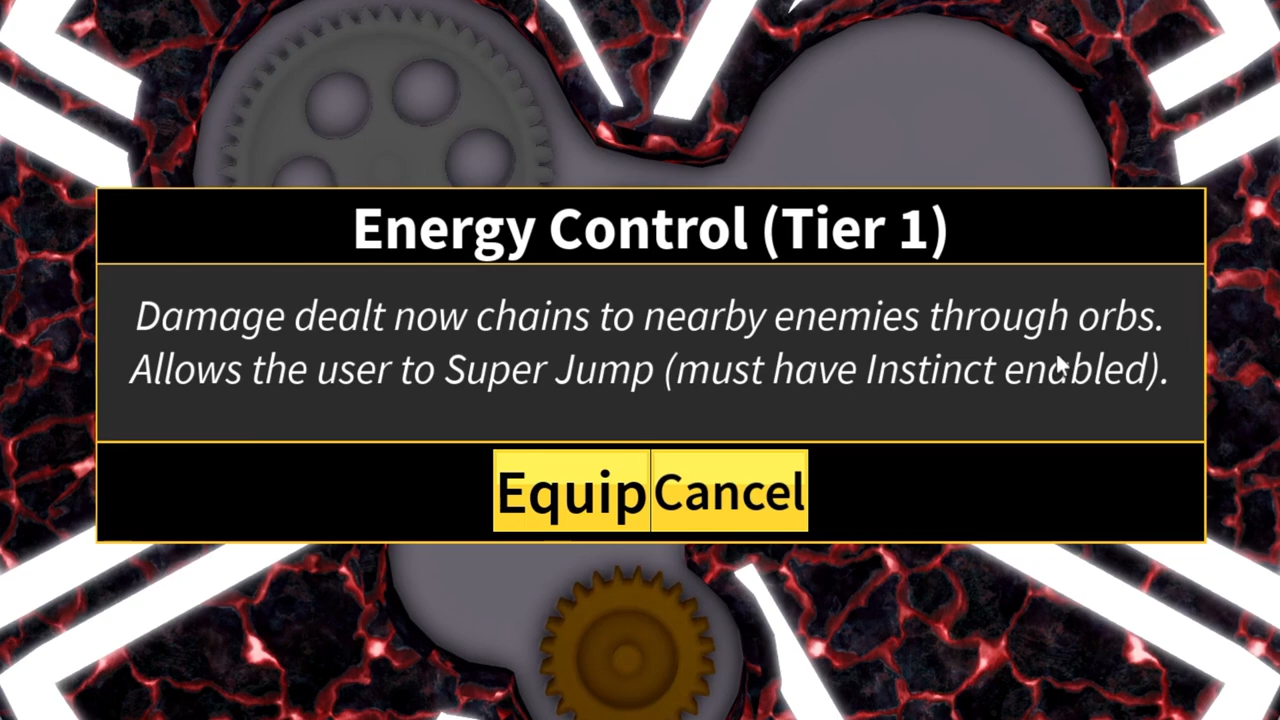 Energy Control (Tier 1)
Damage dealt now chains to nearby enemies through orbs.
Allows the user to Super Jump (must have Instinct enabled).
Equip Cancel